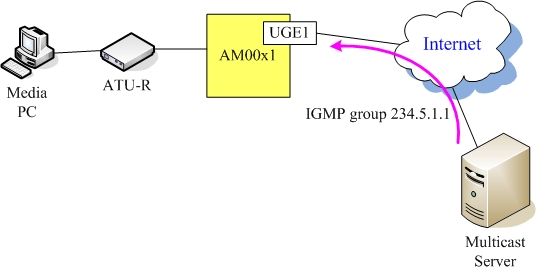 UGE1
AM00x1
Internet
Media
PC
ATU-R
IGMP group 234.5.1.1
Multicast
Server